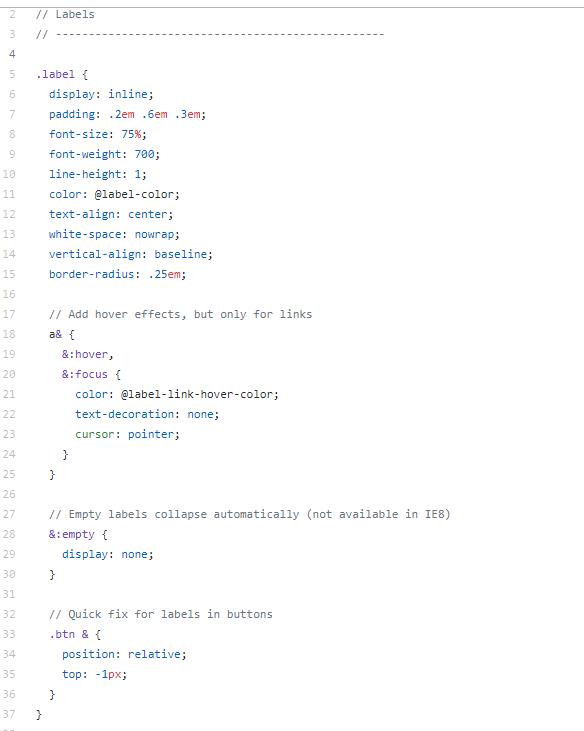 2 // Labels
3 // --------------------------------------------------
4
5 .label {
6   display: inline;
7   padding: .2em .6em .3em;
8   font-size: 75%;
9   font-weight: 700;
10   line-height: 1;
11   color: @label-color;
12   text-align: center;
13   white-space: nowrap;
14   vertical-align: baseline;
15   border-radius: .25em;
16
17   // Add hover effects, but only for links
18   a& {
19     &:hover,
20     &:focus {
21       color: @label-link-hover-color;
22       text-decoration: none;
23       cursor: pointer;
24     }
25   }
26
27   // Empty labels collapse automatically (not available in IE8)
28   &:empty {
29     display: none;
30   }
31
32   // Quick fix for labels in buttons
33   .btn & {
34     position: relative;
35     top: -1px;
36   }
37 }